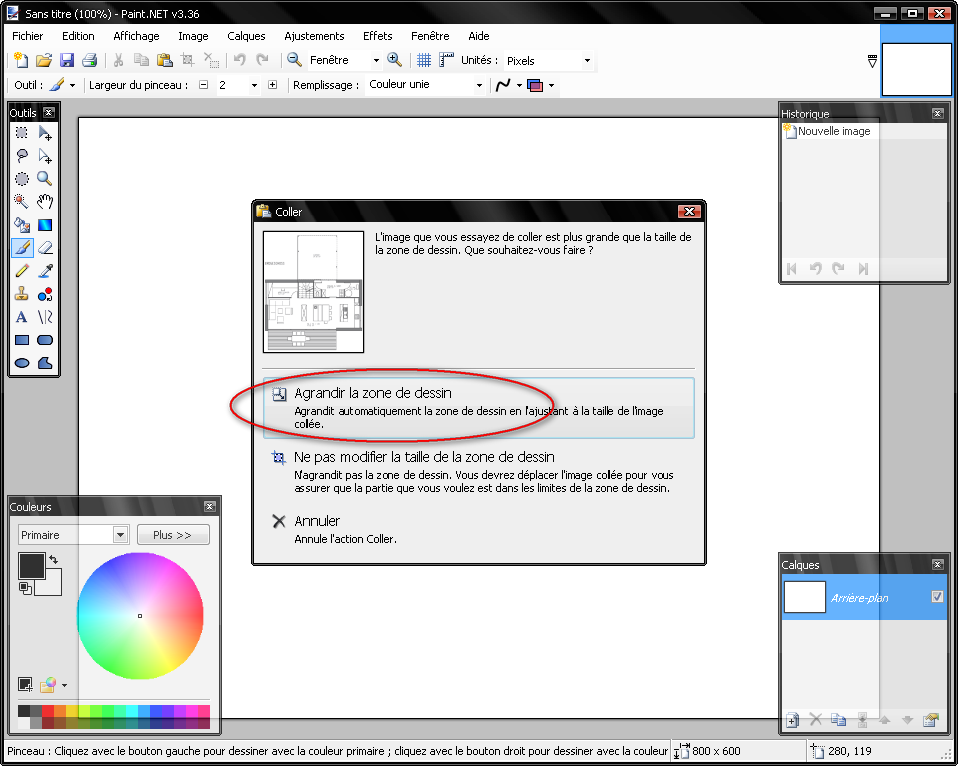 Sans titre (100%) - Paint.NET v3.36
Fichier Edition Affichage Image Calques Ajustements Effets Fenêtre Aide
Fenêtre Unités : Pixels
Outil : Largeur du pinceau : 2 Remplissage : Couleur unie
Outils
Historique
Nouvelle image
Coller
L'image que vous essayez de coller est plus grande que la taille de
la zone de dessin. Que souhaitez-vous faire ?
Agrandir la zone de dessin
Agrandit automatiquement la zone de dessin en l'ajustant à la taille de l'image
colée.
Ne pas modifier la taille de la zone de dessin
N'agrandit pas la zone de dessin. Vous devrez déplacer l'image colée pour vous
assurer que la partie que vous voulez est dans les limites de la zone de dessin.
Annuler
Annule l'action Coller.
Couleurs
Primaire Plus >>
Calques
Arrière-plan
Pinceau : Cliquez avec le bouton gauche pour dessiner avec la couleur primaire ; cliquez avec le bouton droit pour dessiner avec la couleur 800 x 600 280, 119